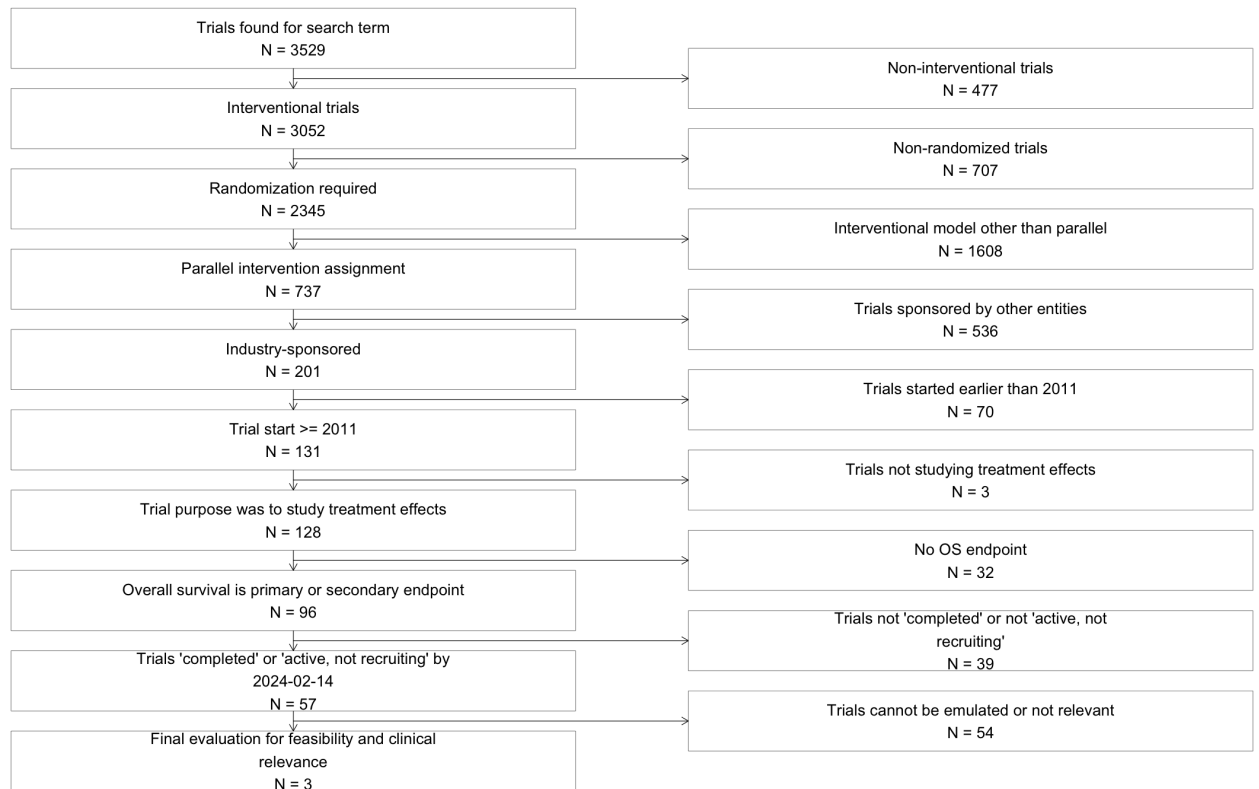 Trials found for search term
N = 3529
Non-interventional trials
N = 477
Interventional trials
N = 3052
Non-randomized trials
N = 707
Randomization required
N = 2345
Interventional model other than parallel
N = 1608
Parallel intervention assignment
N = 737
Trials sponsored by other entities
N = 536
Industry-sponsored
N = 201
Trials started earlier than 2011
N = 70
Trial start >= 2011
N = 131
Trials not studying treatment effects
N = 3
Trial purpose was to study treatment effects
N = 128
No OS endpoint
N = 32
Overall survival is primary or secondary endpoint
N = 96
Trials not 'completed' or not 'active, not
recruiting'
N = 39
Trials 'completed' or 'active, not recruiting' by
2024-02-14
N = 57
Trials cannot be emulated or not relevant
N = 54
Final evaluation for feasibility and clinical
relevance
N = 3